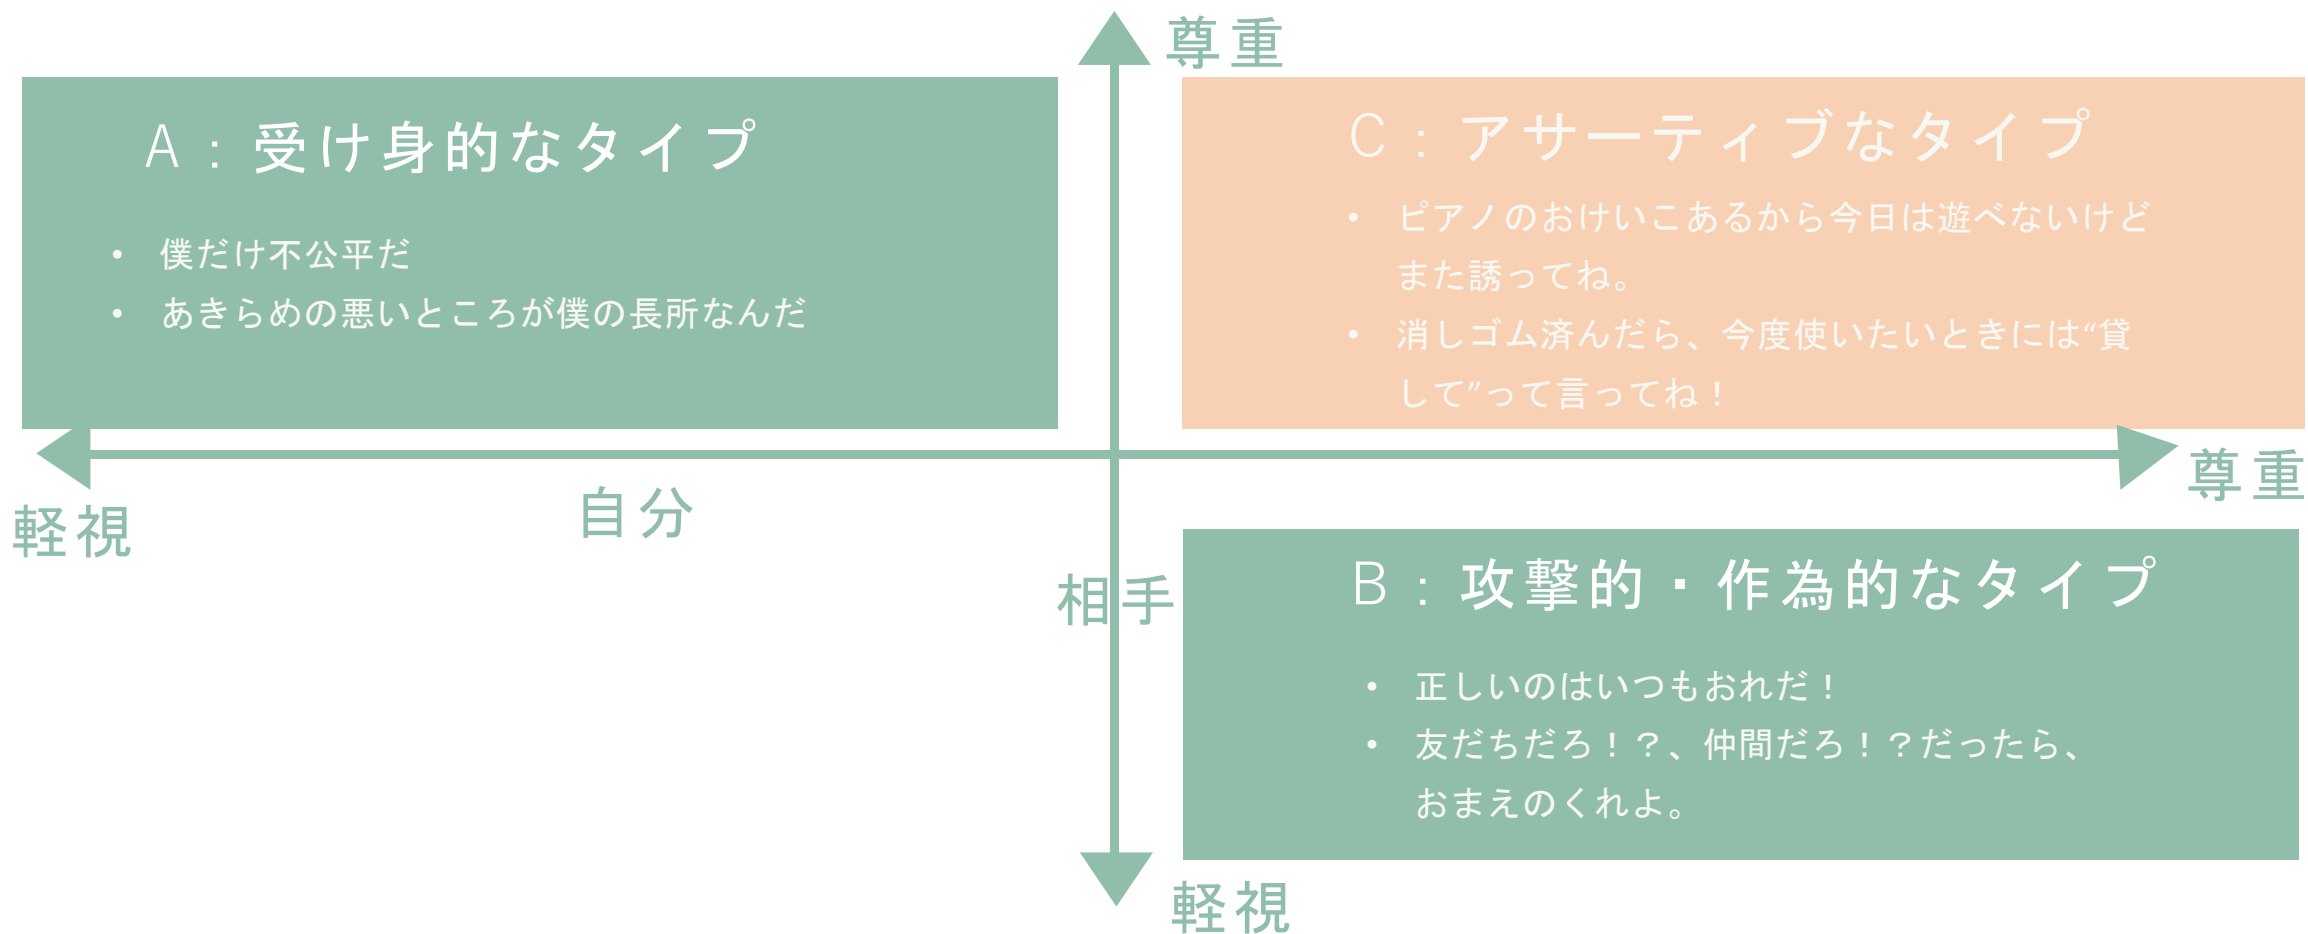 尊重
A：受け身的なタイプ
• 僕だけ不公平だ
• あきらめの悪いところが僕の長所なんだ
C：アサーティブなタイプ
• ピアノのおけいこあるから今日は遊べないけど
また誘ってね。
• 消しゴム済んだら、今度使いたいときには“貸
して”って言ってね！
軽視
自分
尊重
相手
B：攻撃的・作為的なタイプ
• 正しいのはいつもおれだ！
• 友だちだろ！？、仲間だろ！？だったら、
おまえのくれよ。
軽視